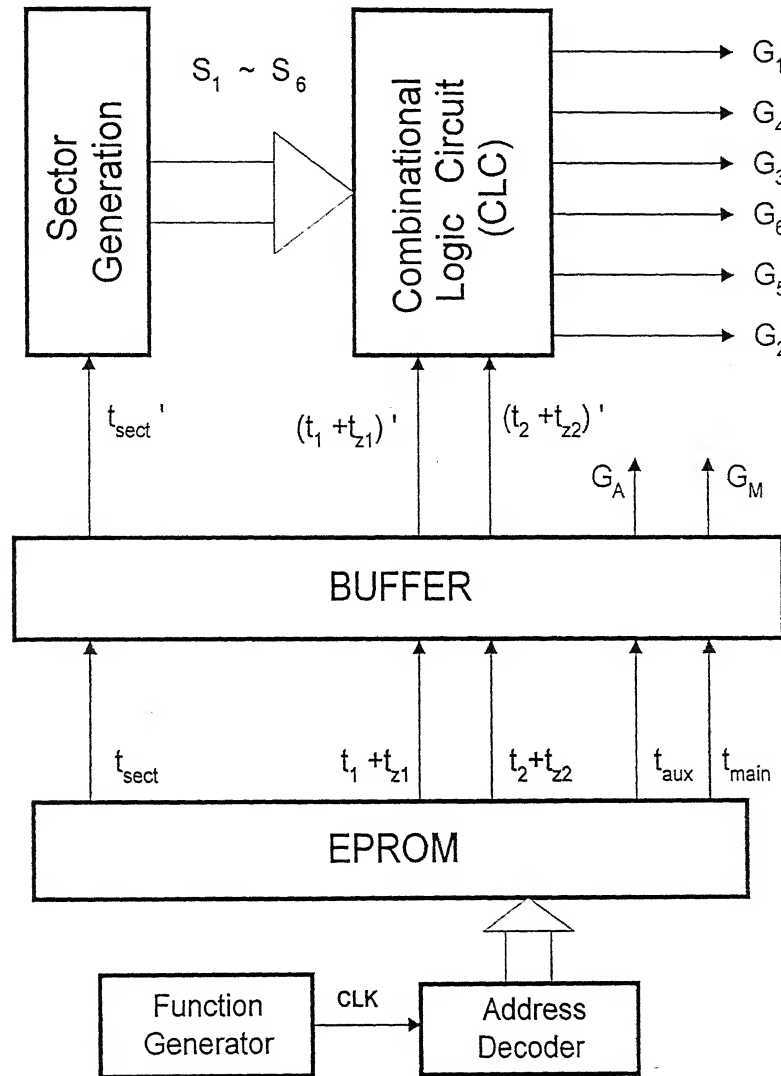 Sector
Generation
S1 ~ S6
Combinational
Logic Circuit
(CLC)
G1
G4
G3
G6
G5
G2
tsect '
(t1 +tz1) '
(t2 +tz2) '
GA
GM
BUFFER
tsect
t1 +tz1
t2+tz2
taux
tmain
EPROM
Function
Generator
CLK
Address
Decoder